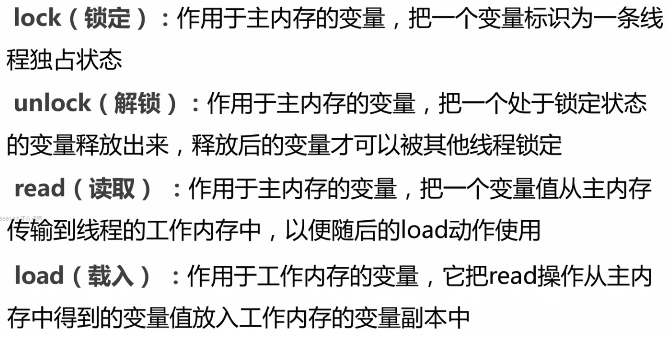 lock（锁定）：作用于主内存的变量，把一个变量标识为一条线
程独占状态
unlock（解锁）：作用于主内存的变量，把一个处于锁定状态
的变量释放出来，释放后的变量才可以被其他线程锁定
read（读取）：作用于主内存的变量，把一个变量值从主内存
传输到线程的工作内存中，以便随后的load动作使用
load（载入）：作用于工作内存的变量，它把read操作从主内
存中得到的变量值放入工作内存的变量副本中